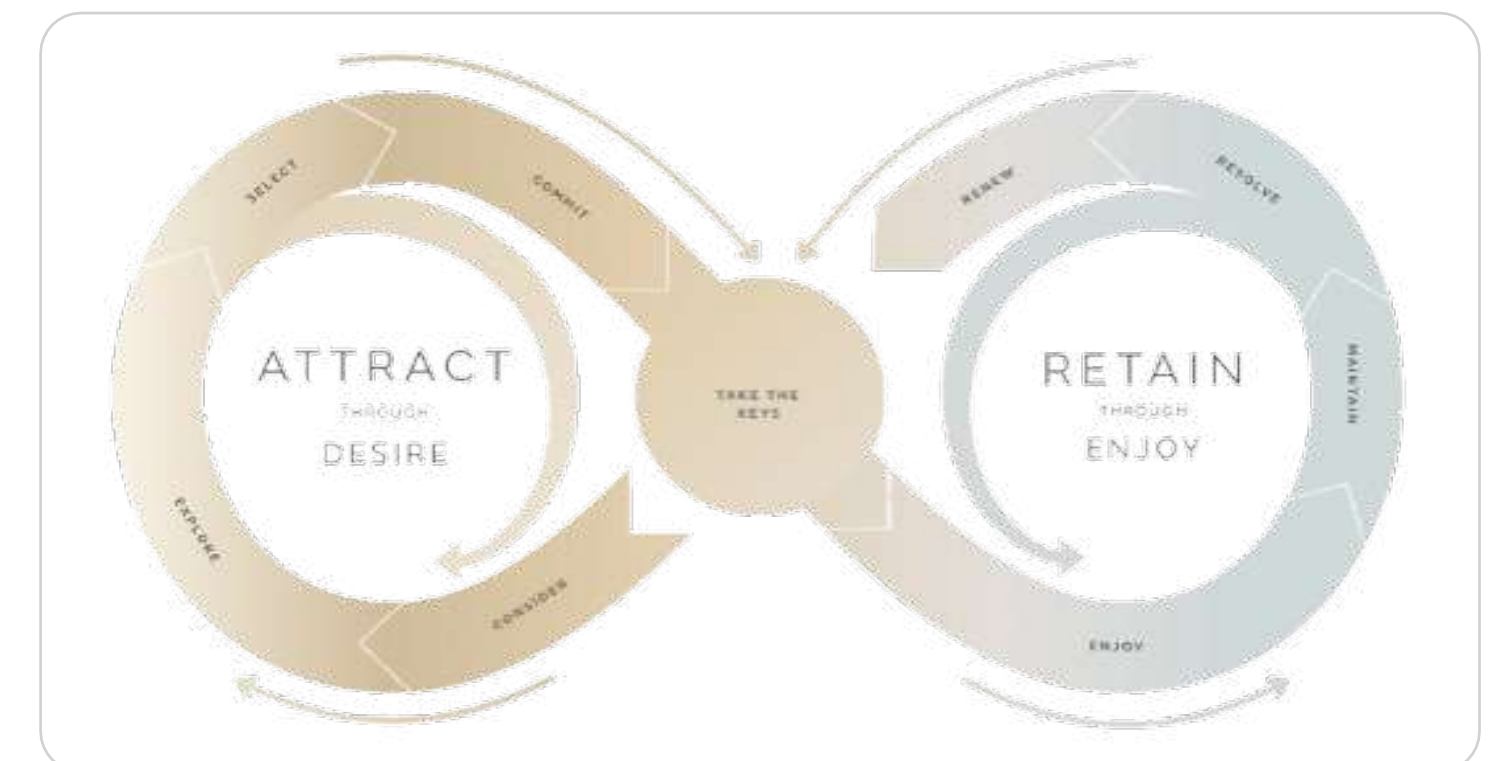 SELECT
COMMIT
RENEW
RESOLVE
ATTRACT
THROUGH
DESIRE
TAKE THE
KEYS
RETAIN
THROUGH
ENJOY
MAINTAIN
EXPLORE
CONSIDER
ENJOY